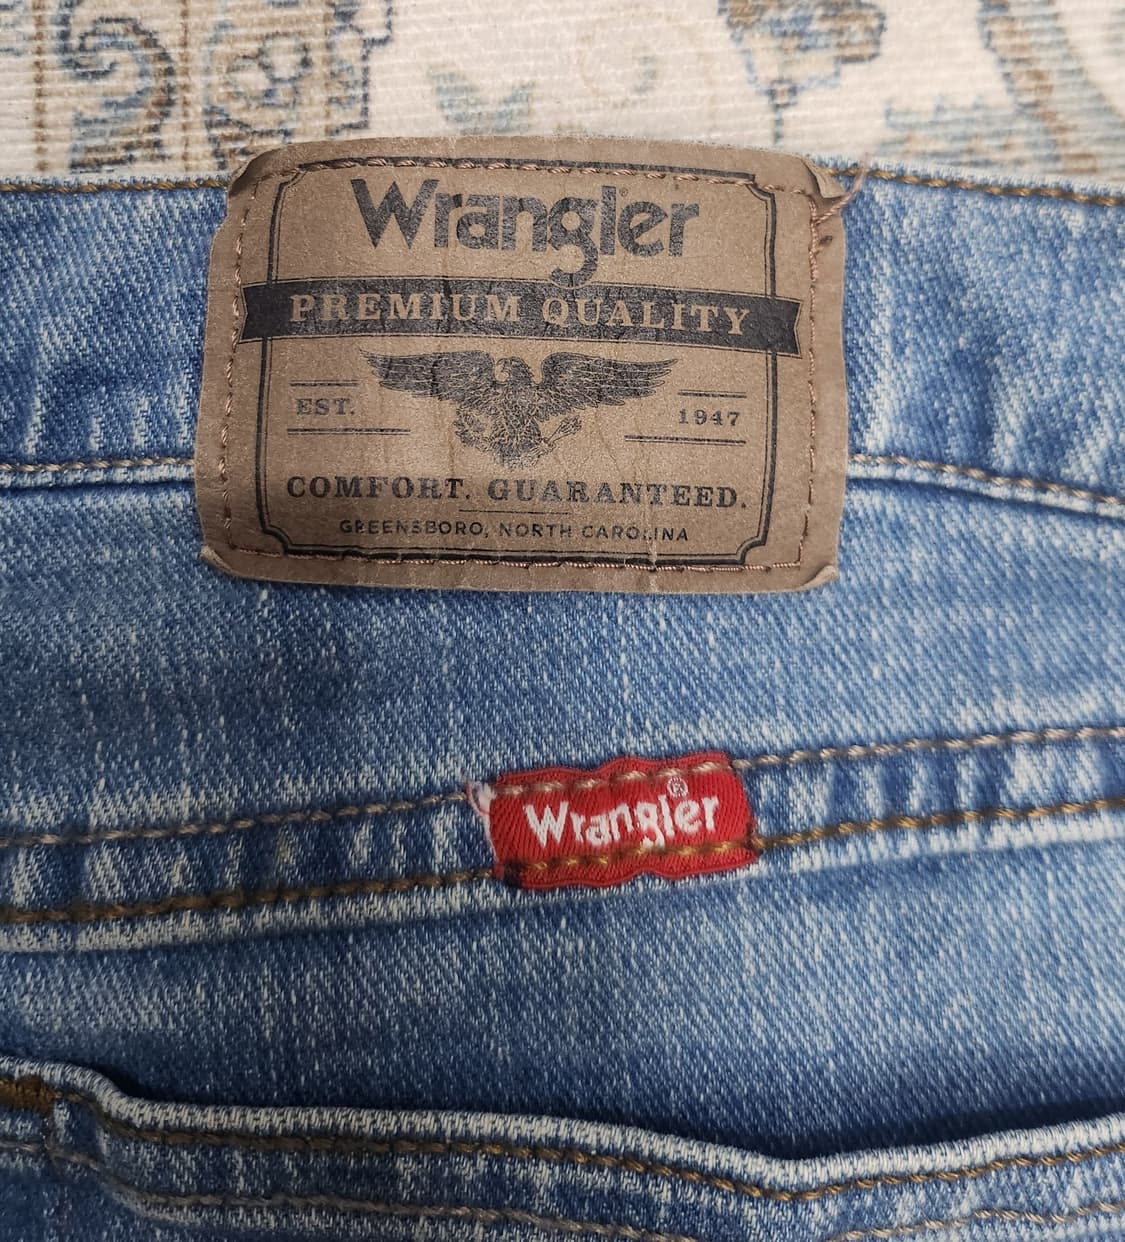 Wrangler®
PREMIUM QUALITY
EST. 1947
COMFORT. GUARANTEED.
GREENSBORO, NORTH CAROLINA
Wrangler®